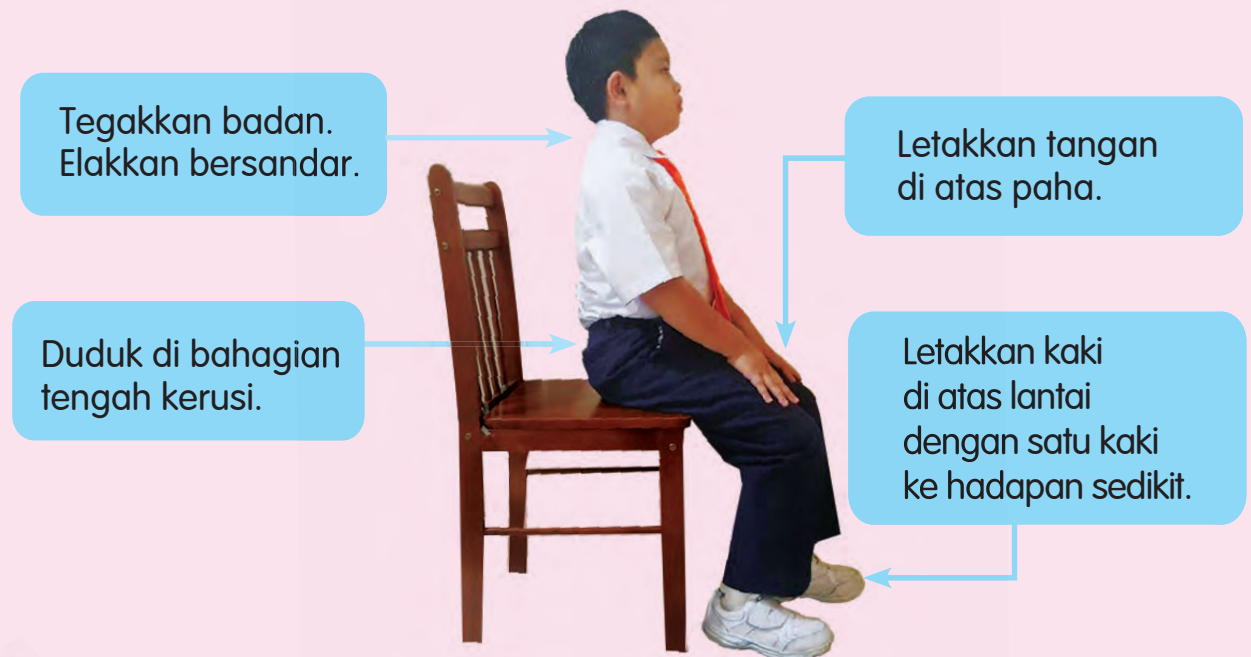 Tegakkan badan.
Elakkan bersandar.
Letakkan tangan
di atas paha.
Duduk di bahagian
tengah kerusi.
Letakkan kaki
di atas lantai
dengan satu kaki
ke hadapan sedikit.